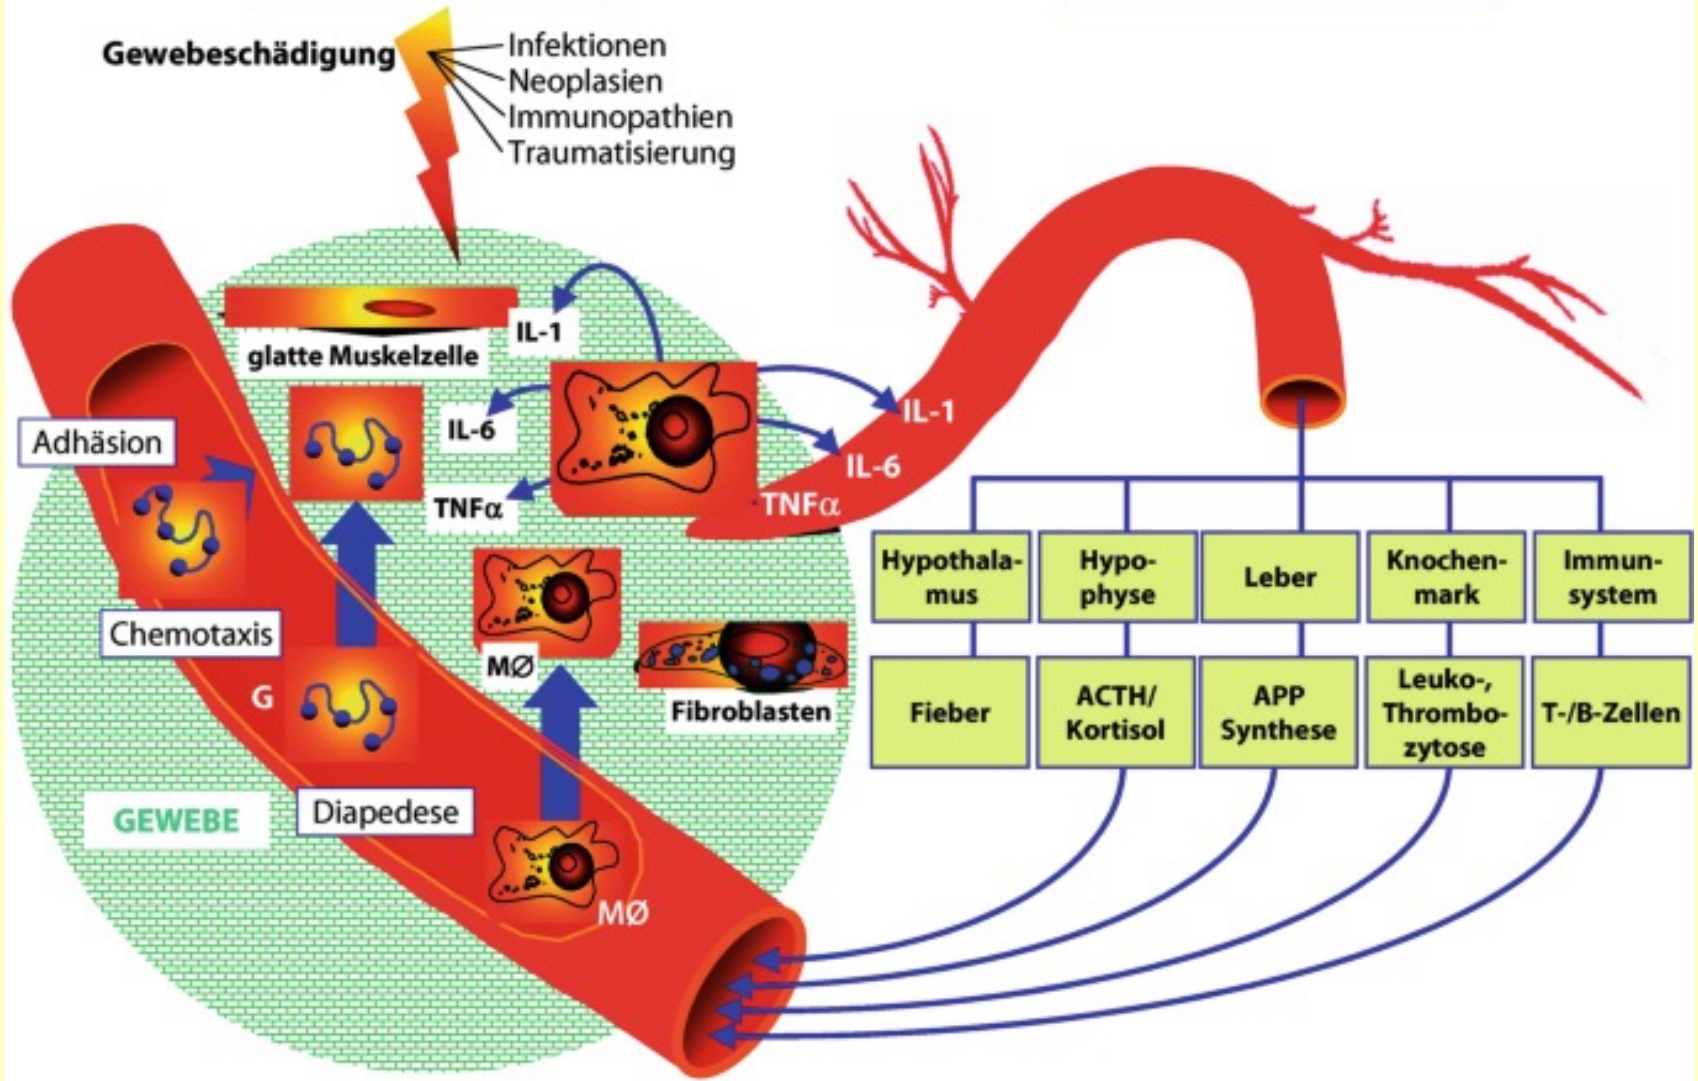 Gewebeschädigung
Infektionen
Neoplasien
Immunopathien
Traumatisierung
glatte Muskelzelle
IL-1
IL-6
TNFα
IL-1
IL-6
TNFα
Adhäsion
Chemotaxis
G
MØ
Fibroblasten
GEWEBE
Diapedese
MØ
Hypothala-
mus
Hypo-
physe
Leber
Knochen-
mark
Immun-
system
Fieber
ACTH/
Kortisol
APP
Synthese
Leuko-,
Thrombo-
zytose
T-/B-Zellen